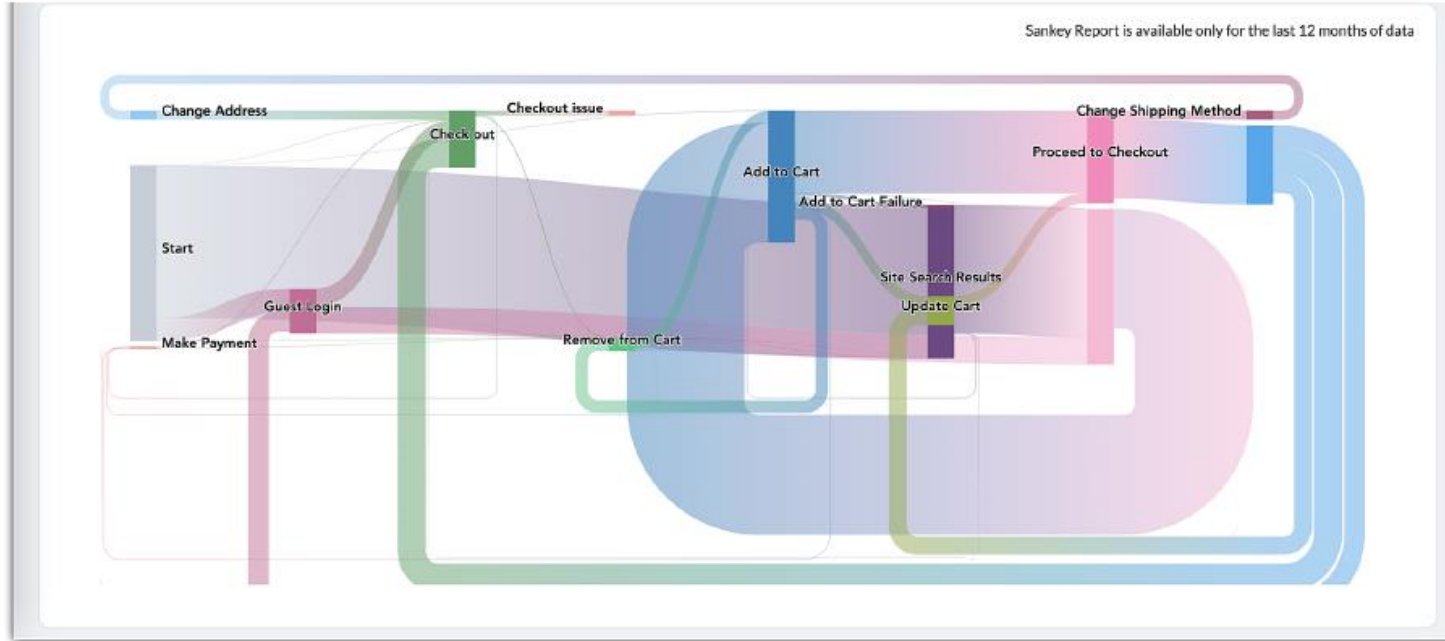 Sankey Report is available only for the last 12 months of data
Change Address
Checkout issue
Change Shipping Method
Check out
Proceed to Checkout
Add to Cart
Add to Cart Failure
Start
Site Search Results
Guest Login
Update Cart
Make Payment
Remove from Cart